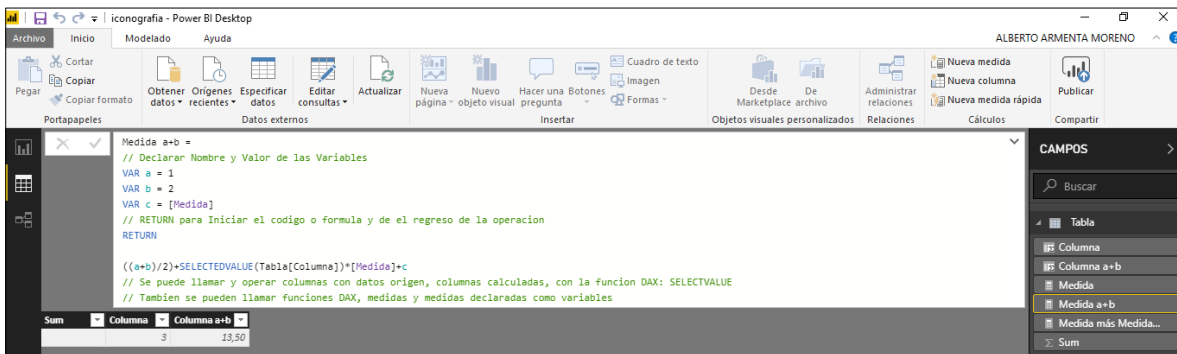 iconografia - Power BI Desktop
Archivo Inicio Modelado Ayuda ALBERTO ARMENTA MORENO
Pegar
Cortar
Copiar
Copiar formato
Portapapeles
Obtener datos
Orígenes recientes
Especificar datos
Editar consultas
Actualizar
Datos externos
Nueva página
Nuevo objeto visual
Hacer una pregunta
Botones
Cuadro de texto
Imagen
Formas
Insertar
Desde Marketplace
De archivo
Objetos visuales personalizados
Administrar relaciones
Relaciones
Nueva medida
Nueva columna
Nueva medida rápida
Cálculos
Publicar
Compartir
Medida a+b =
// Declarar Nombre y Valor de las Variables
VAR a = 1
VAR b = 2
VAR c = [Medida]
// RETURN para Iniciar el codigo o formula y de el regreso de la operacion
RETURN
((a+b)/2)+SELECTEDVALUE(Tabla[Columna])*[Medida]+c
// Se puede llamar y operar columnas con datos origen, columnas calculadas, con la funcion DAX: SELECTVALUE
// Tambien se pueden llamar funciones DAX, medidas y medidas declaradas como variables
Sum Columna Columna a+b
3 13,50
CAMPOS
Buscar
Tabla
Columna
Columna a+b
Medida
Medida a+b
Medida más Medida...
Sum